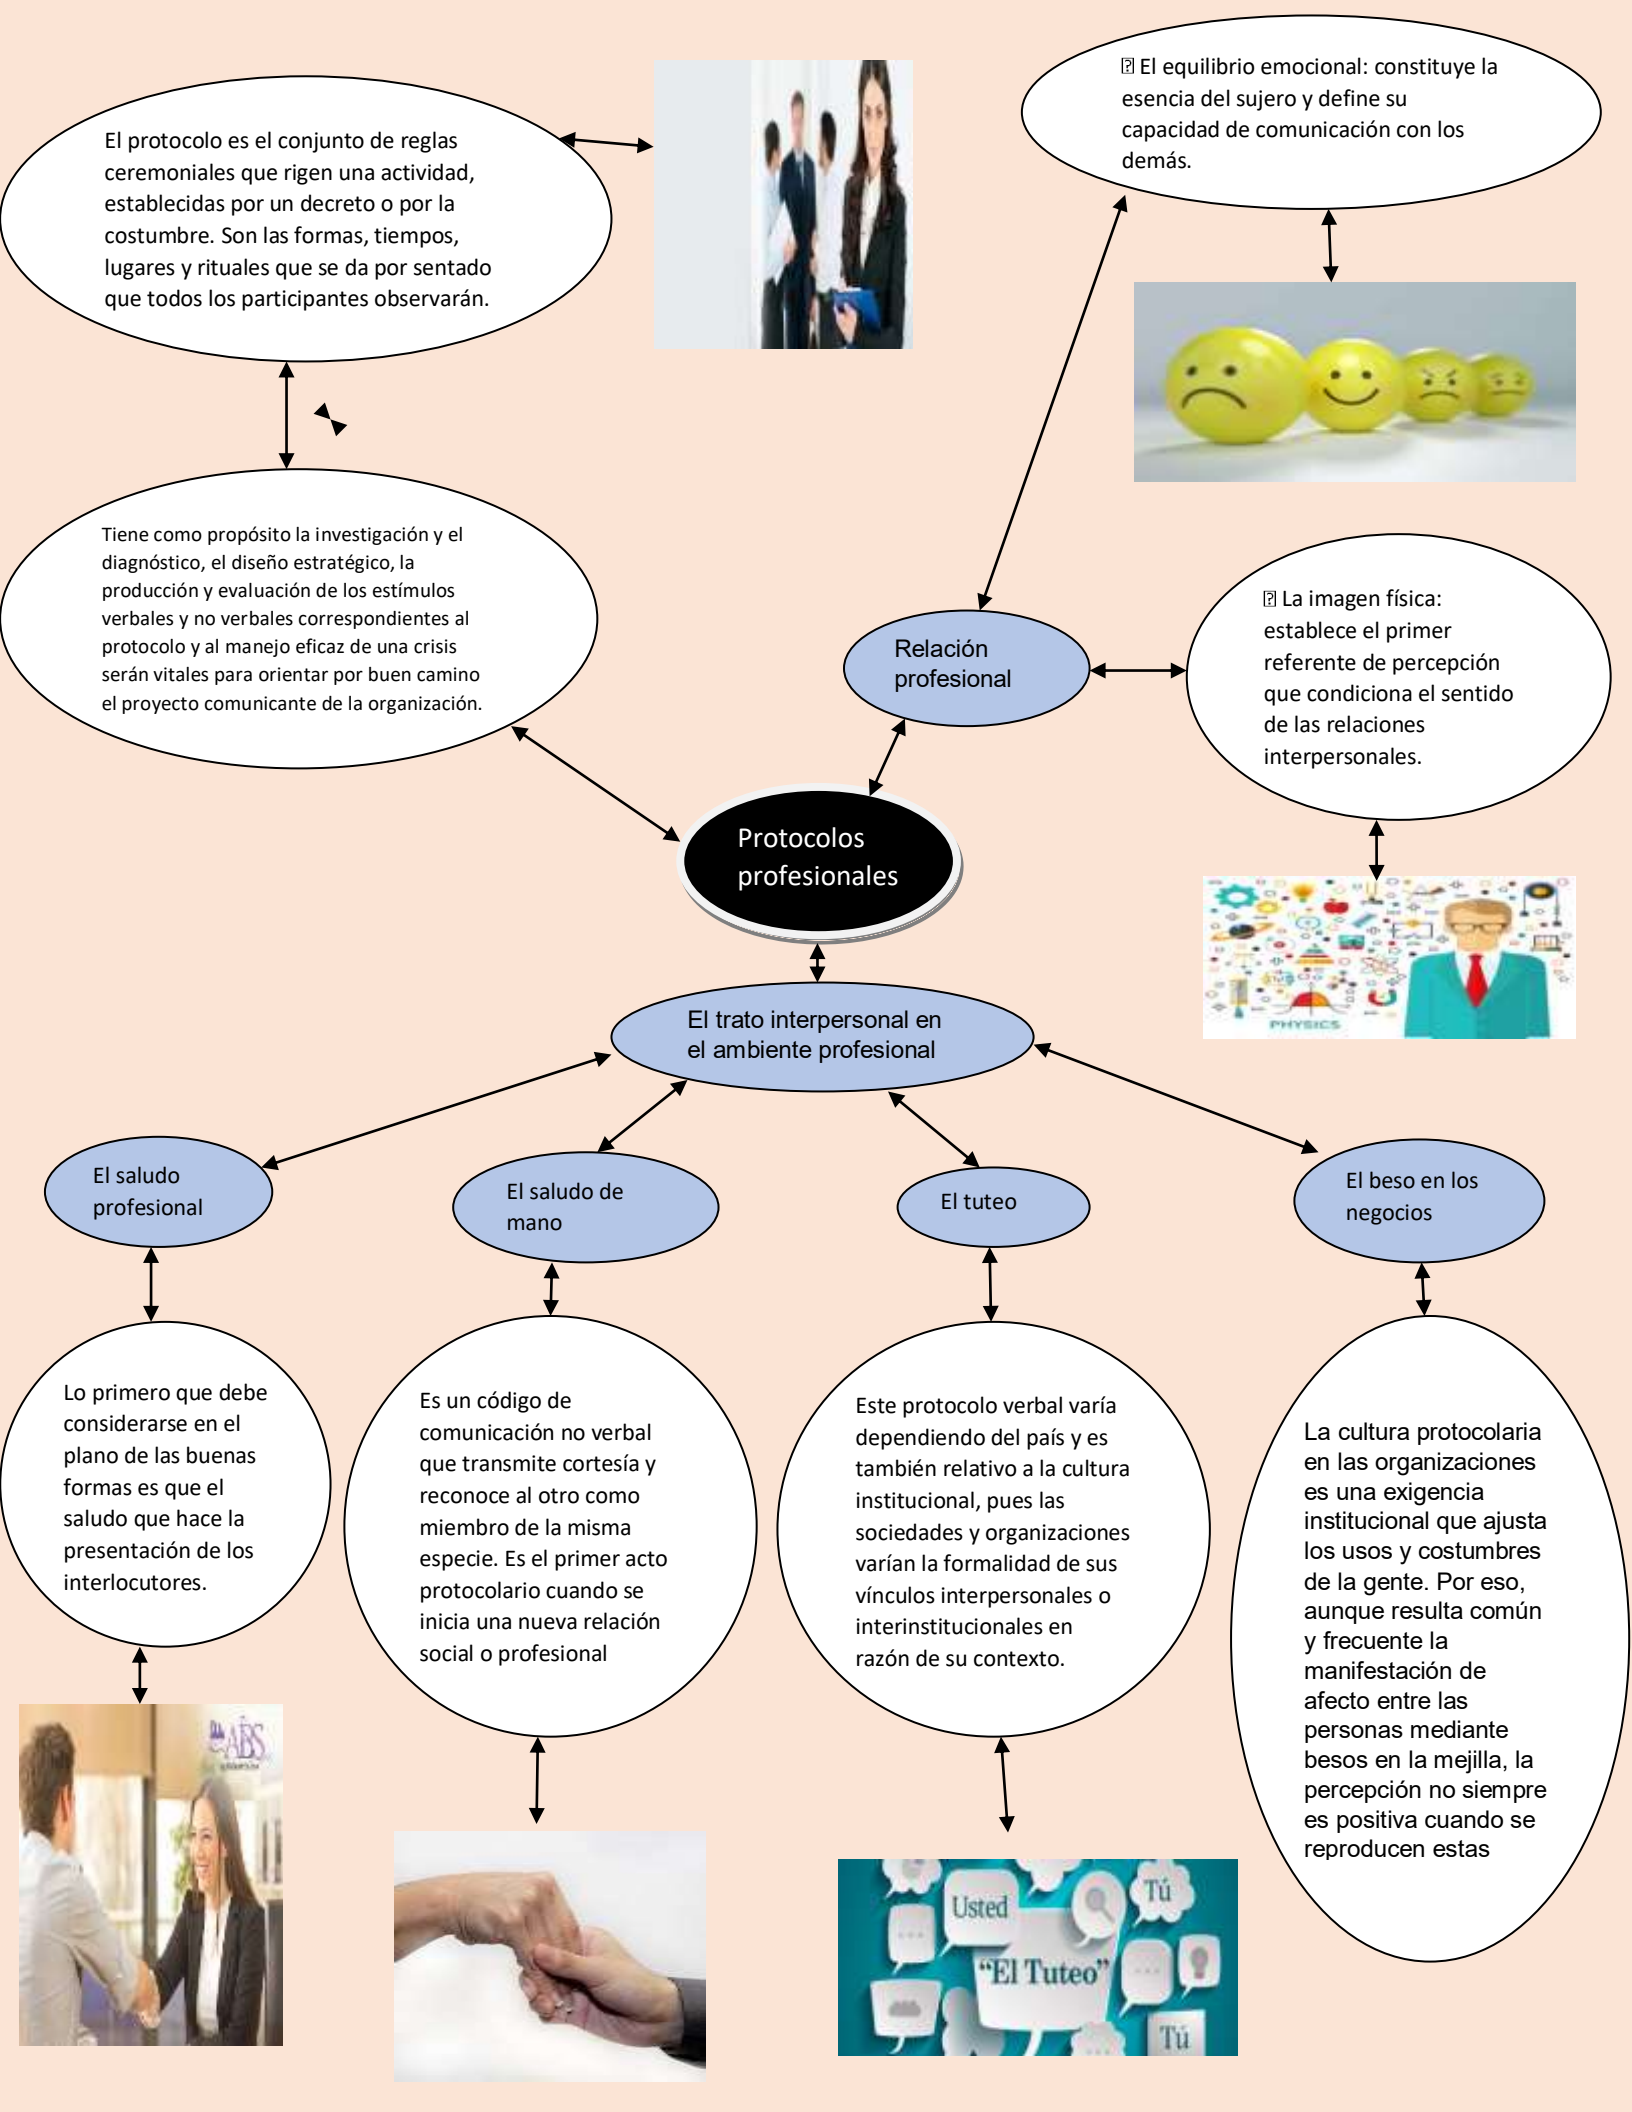 El protocolo es el conjunto de reglas
ceremoniales que rigen una actividad,
establecidas por un decreto o por la
costumbre. Son las formas, tiempos,
lugares y rituales que se da por sentado
que todos los participantes observarán.
El equilibrio emocional: constituye la
esencia del sujero y define su
capacidad de comunicación con los
demás.
Tiene como propósito la investigación y el
diagnóstico, el diseño estratégico, la
producción y evaluación de los estímulos
verbales y no verbales correspondientes al
protocolo y al manejo eficaz de una crisis
serán vitales para orientar por buen camino
el proyecto comunicante de la organización.
Relación
profesional
La imagen física:
establece el primer
referente de percepción
que condiciona el sentido
de las relaciones
interpersonales.
Protocolos
profesionales
PHYSICS
El trato interpersonal en
el ambiente profesional
El saludo
profesional
El saludo de
mano
El tuteo
El beso en los
negocios
Lo primero que debe
considerarse en el
plano de las buenas
formas es que el
saludo que hace la
presentación de los
interlocutores.
Es un código de
comunicación no verbal
que transmite cortesía y
reconoce al otro como
miembro de la misma
especie. Es el primer acto
protocolario cuando se
inicia una nueva relación
social o profesional
Este protocolo verbal varía
dependiendo del país y es
también relativo a la cultura
institucional, pues las
sociedades y organizaciones
varían la formalidad de sus
vínculos interpersonales o
interinstitucionales en
razón de su contexto.
La cultura protocolaria
en las organizaciones
es una exigencia
institucional que ajusta
los usos y costumbres
de la gente. Por eso,
aunque resulta común
y frecuente la
manifestación de
afecto entre las
personas mediante
besos en la mejilla, la
percepción no siempre
es positiva cuando se
reproducen estas
ABS
Usted
Tú
"El Tuteo"
Tú